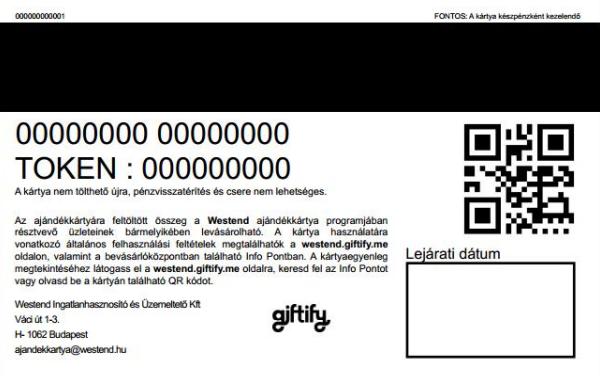 000000000001
FONTOS: A kártya készpénzként kezelendő
00000000 00000000
TOKEN : 000000000
A kártya nem tölthető újra, pénzvisszatérítés és csere nem lehetséges.
Az ajándékkártyára feltöltött összeg a Westend ajándékkártya programjában
résztvevő üzleteinek bármelyikében levásárolható. A kártya használatára
vonatkozó általános felhasználási feltételek megtalálhatók a westend.giftify.me
oldalon, valamint a bevásárlóközpontban található Info Pontban. A kártyaegyenleg
megtekintéséhez látogass el a westend.giftify.me oldalra, keresd fel az Info Pontot
vagy olvasd be a kártyán található QR kódot.
Lejárati dátum
Westend Ingatlanhasznosító és Üzemeltető Kft
Váci út 1-3.
H- 1062 Budapest
ajandekkartya@westend.hu
giftify